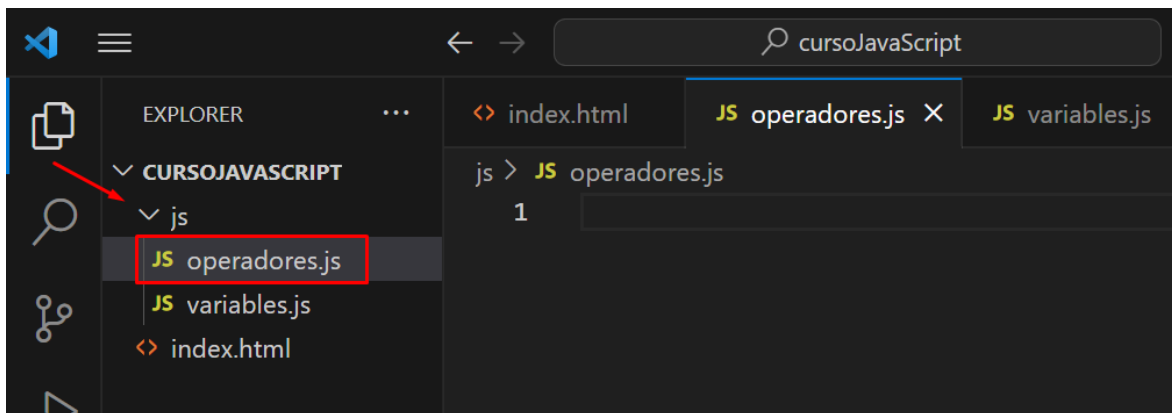 cursoJavaScript
EXPLORER ...
CURSOJAVASCRIPT
js
JS operadores.js
JS variables.js
<> index.html
<> index.html JS operadores.js JS variables.js
js > JS operadores.js
1